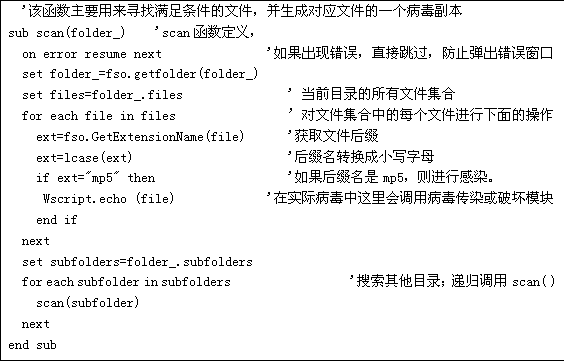 '该函数主要用来寻找满足条件的文件，并生成对应文件的一个病毒副本
sub scan(folder_) 'scan函数定义，
on error resume next '如果出现错误，直接跳过，防止弹出错误窗口
set folder_=fso.getfolder(folder_)
set files=folder_.files ' 当前目录的所有文件集合
for each file in files ' 对文件集合中的每个文件进行下面的操作
ext=fso.GetExtensionName(file) '获取文件后缀
ext=lcase(ext) '后缀名转换成小写字母
if ext="mp5" then '如果后缀名是mp5，则进行感染。
Wscript.echo (file) '在实际病毒中这里会调用病毒传染或破坏模块
end if
next
set subfolders=folder_.subfolders
for each subfolder in subfolders '搜索其他目录；递归调用scan()
scan(subfolder)
next
end sub